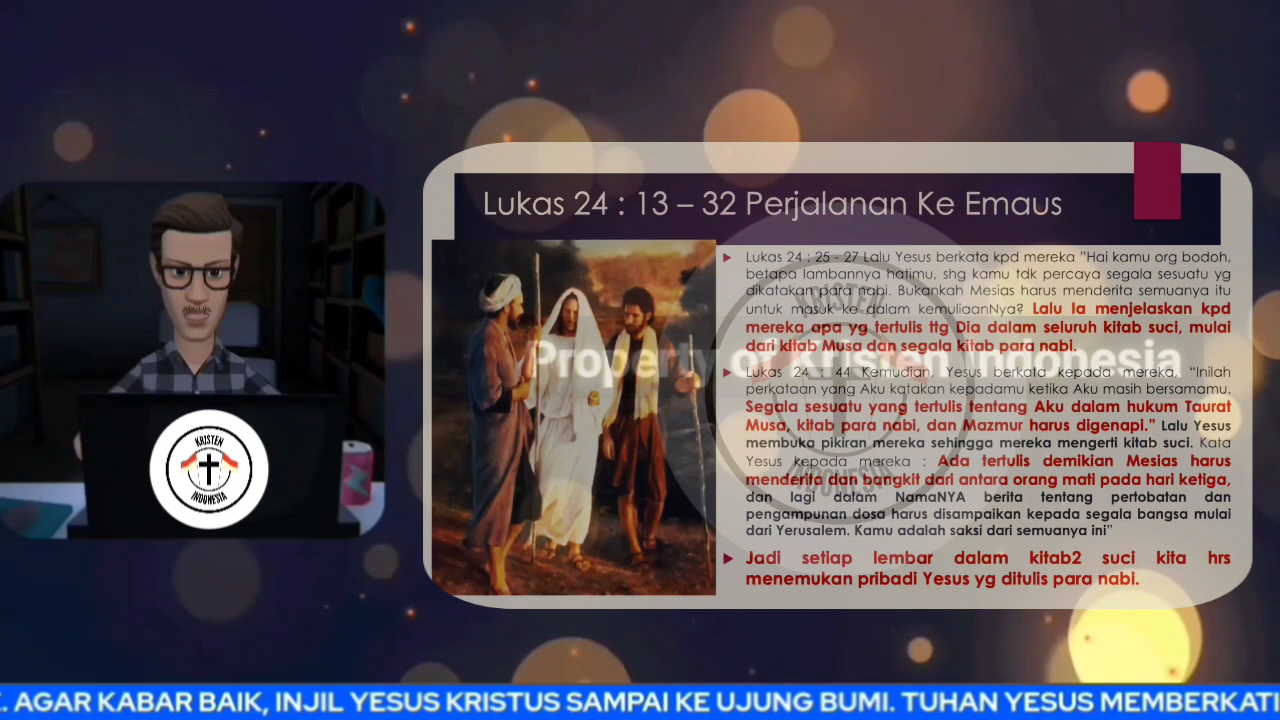 Lukas 24 : 13 – 32 Perjalanan Ke Emaus
Lukas 24 : 25 - 27 Lalu Yesus berkata kpd mereka "Hai kamu org bodoh,
betapa lambannya hatimu, shg kamu tdk percaya segala sesuatu yg
dikatakan para nabi. Bukankah Mesias harus menderita semuanya itu
untuk masuk ke dalam kemuliaanNya? Lalu Ia menjelaskan kpd
mereka apa yg tertulis ttg Dia dalam seluruh kitab suci, mulai
dari kitab Musa dan segala kitab para nabi.
Property of Kristen Indonesia
Lukas 24 : 44 Kemudian, Yesus berkata kepada mereka, “Inilah
perkataan yang Aku katakan kepadamu ketika Aku masih bersamamu.
Segala sesuatu yang tertulis tentang Aku dalam hukum Taurat
Musa, kitab para nabi, dan Mazmur harus digenapi.” Lalu Yesus
membuka pikiran mereka sehingga mereka mengerti kitab suci. Kata
Yesus kepada mereka : Ada tertulis demikian Mesias harus
menderita dan bangkit dari antara orang mati pada hari ketiga,
dan lagi dalam NamaNYA berita tentang pertobatan dan
pengampunan dosa harus disampaikan kepada segala bangsa mulai
dari Yerusalem. Kamu adalah saksi dari semuanya ini"
Jadi setiap lembar dalam kitab2 suci kita hrs
menemukan pribadi Yesus yg ditulis para nabi.
KRISTEN
INDONESIA
KRISTEN
INDONESIA
. AGAR KABAR BAIK, INJIL YESUS KRISTUS SAMPAI KE UJUNG BUMI. TUHAN YESUS MEMBERKATI